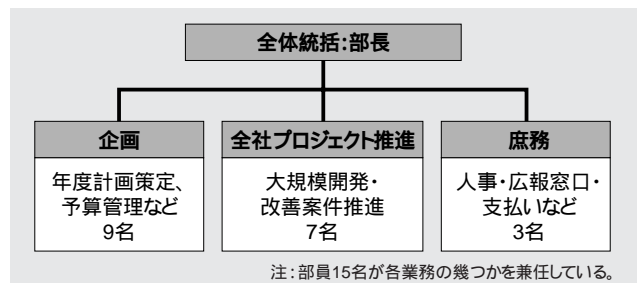 全体統括:部長
企画
年度計画策定、
予算管理など
9名
全社プロジェクト推進
大規模開発・
改善案件推進
7名
庶務
人事・広報窓口・
支払いなど
3名
注:部員15名が各業務の幾つかを兼任している。